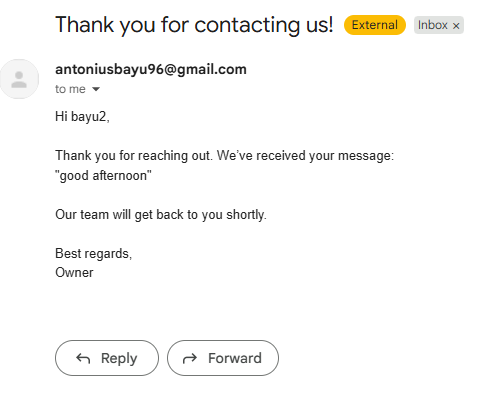 Thank you for contacting us! External Inbox ×
antoniusbayu96@gmail.com
to me
Hi bayu2,
Thank you for reaching out. We've received your message:
"good afternoon"
Our team will get back to you shortly.
Best regards,
Owner
Reply Forward